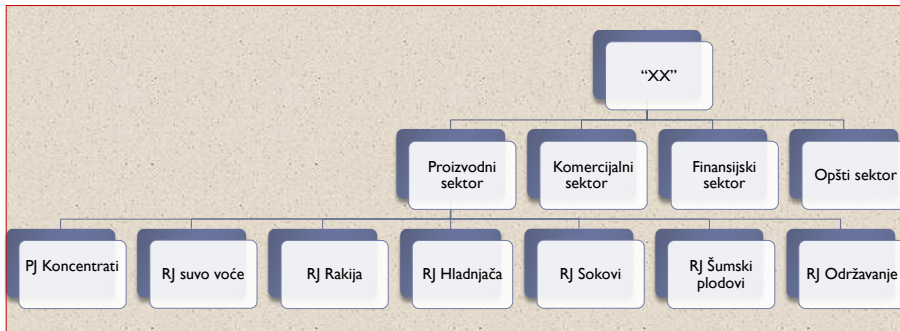 “XX”
Proizvodni
sektor
Komercijalni
sektor
Finansijski
sektor
Opšti sektor
PJ Koncentrati
RJ suvo voće
RJ Rakija
RJ Hladnjača
RJ Sokovi
RJ Šumski
plodovi
RJ Održavanje